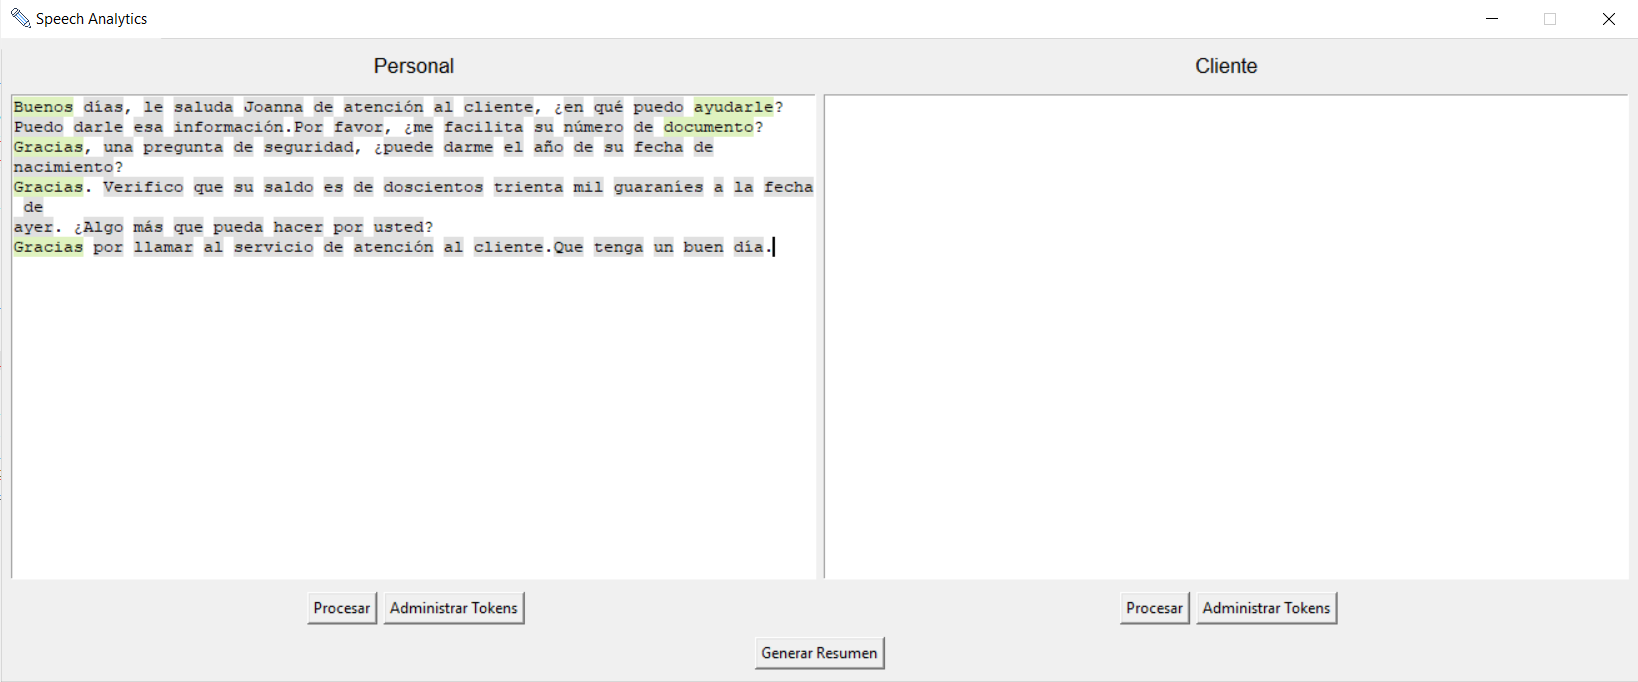 Speech Analytics
Personal
Cliente
Buenos días, le saluda Joanna de atención al cliente, ¿en qué puedo ayudarle?
Puedo darle esa información.Por favor, ¿me facilita su número de documento?
Gracias, una pregunta de seguridad, ¿puede darme el año de su fecha de
nacimiento?
Gracias. Verifico que su saldo es de doscientos trienta mil guaraníes a la fecha
de
ayer. ¿Algo más que pueda hacer por usted?
Gracias por llamar al servicio de atención al cliente.Que tenga un buen día.
Procesar
Administrar Tokens
Procesar
Administrar Tokens
Generar Resumen